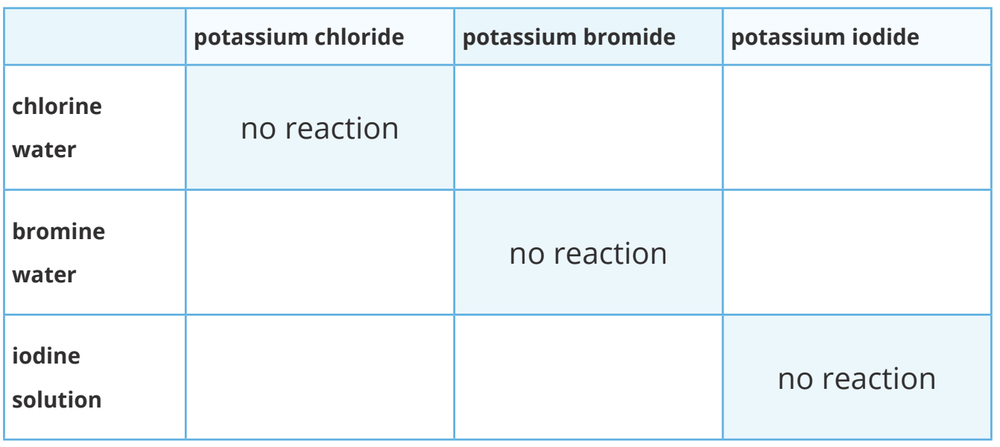 potassium chloride potassium bromide potassium iodide
chlorine
water
no reaction
bromine
water
no reaction
iodine
solution
no reaction